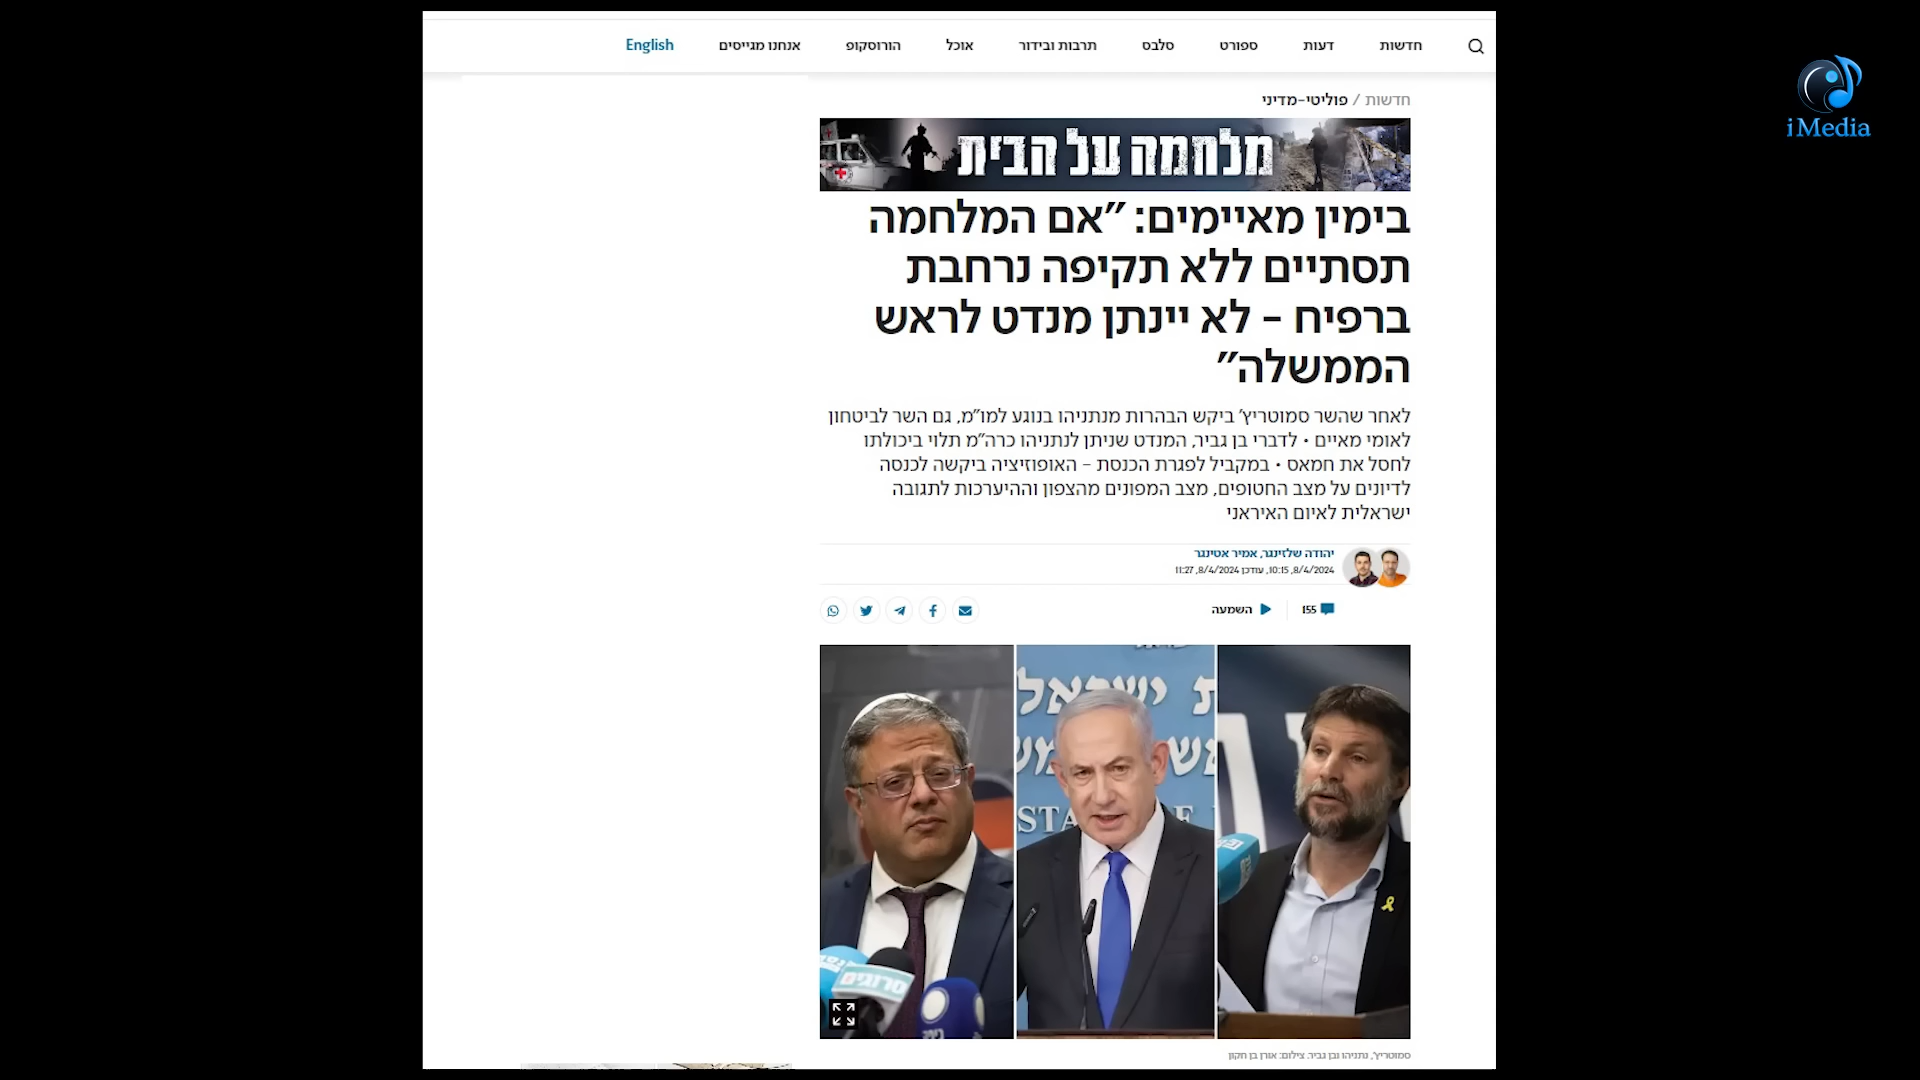 חדשות דעות ספורט סלבס תרבות ובידור אוכל הורוסקופ אנחנו מגייסים English
iMedia
חדשות / פוליטי-מדיני
מלחמה על הבית
בימין מאיימים: "אם המלחמה
תסתיים ללא תקיפה נרחבת
ברפיח - לא יינתן מנדט לראש
הממשלה"
לאחר שהשר סמוטריץ' ביקש הבהרות מנתניהו בנוגע למו"מ, גם השר לביטחון
לאומי מאיים • לדברי בן גביר, המנדט שניתן לנתניהו כרה"מ תלוי ביכולתו
לחסל את חמאס • במקביל לפגרת הכנסת - האופוזיציה ביקשה לכנסה
לדיונים על מצב החטופים, מצב המפונים מהצפון וההיערכות לתגובה
ישראלית לאיום האיראני
יהודה שלזינגר, אמיר אטינגר
8/4/2024, 10:15, עודכן 8/4/2024, 11:27
155 השמעה
ת ישראל
STA
סרוגים
סמוטריץ', נתניהו ובן גביר. צילום: אורן בן חקון